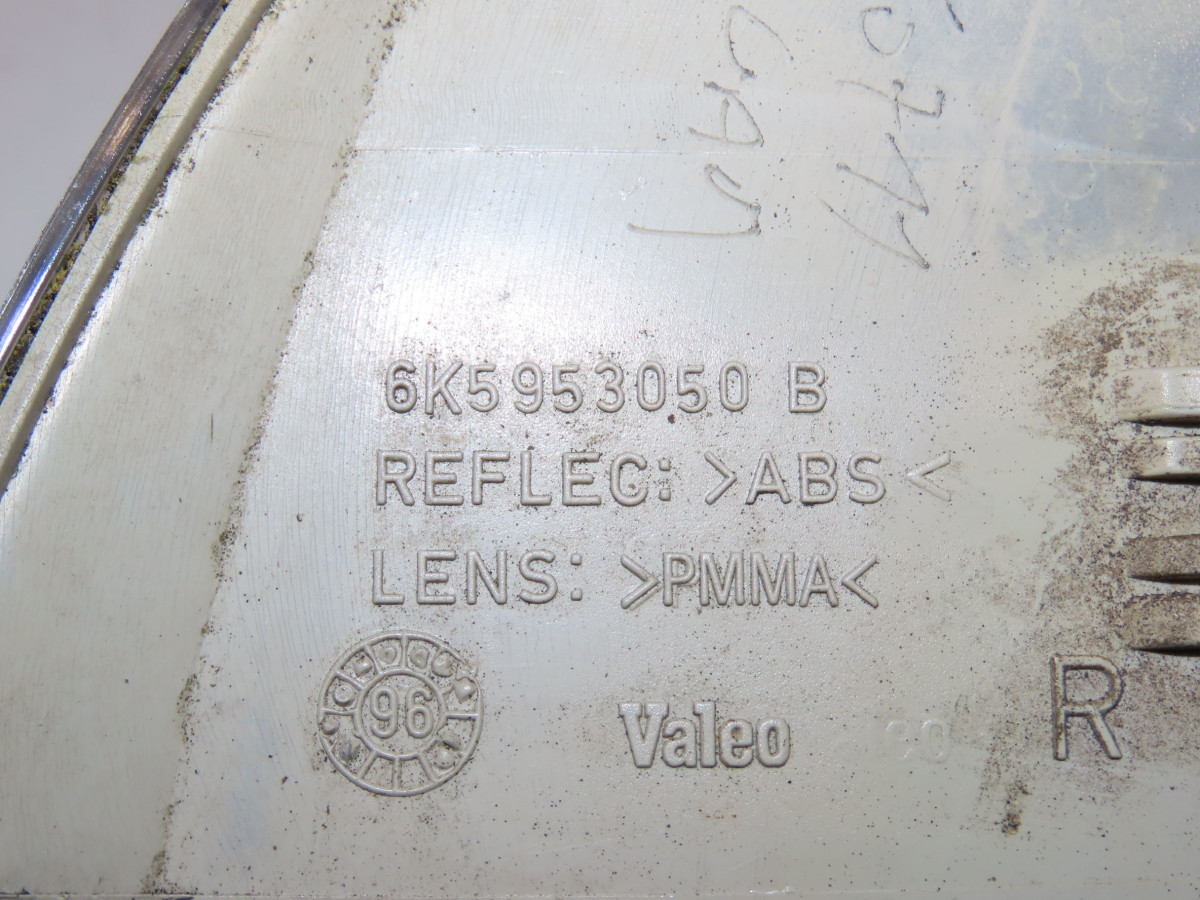 6K5953050 B
REFLEC: >ABS<
LENS: >PMMA<
96
Valeo
R